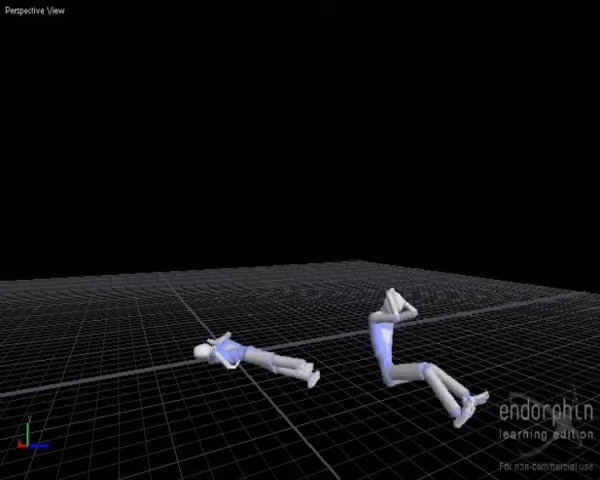 Perspective View
endorphin
learning edition
For non-commercial use